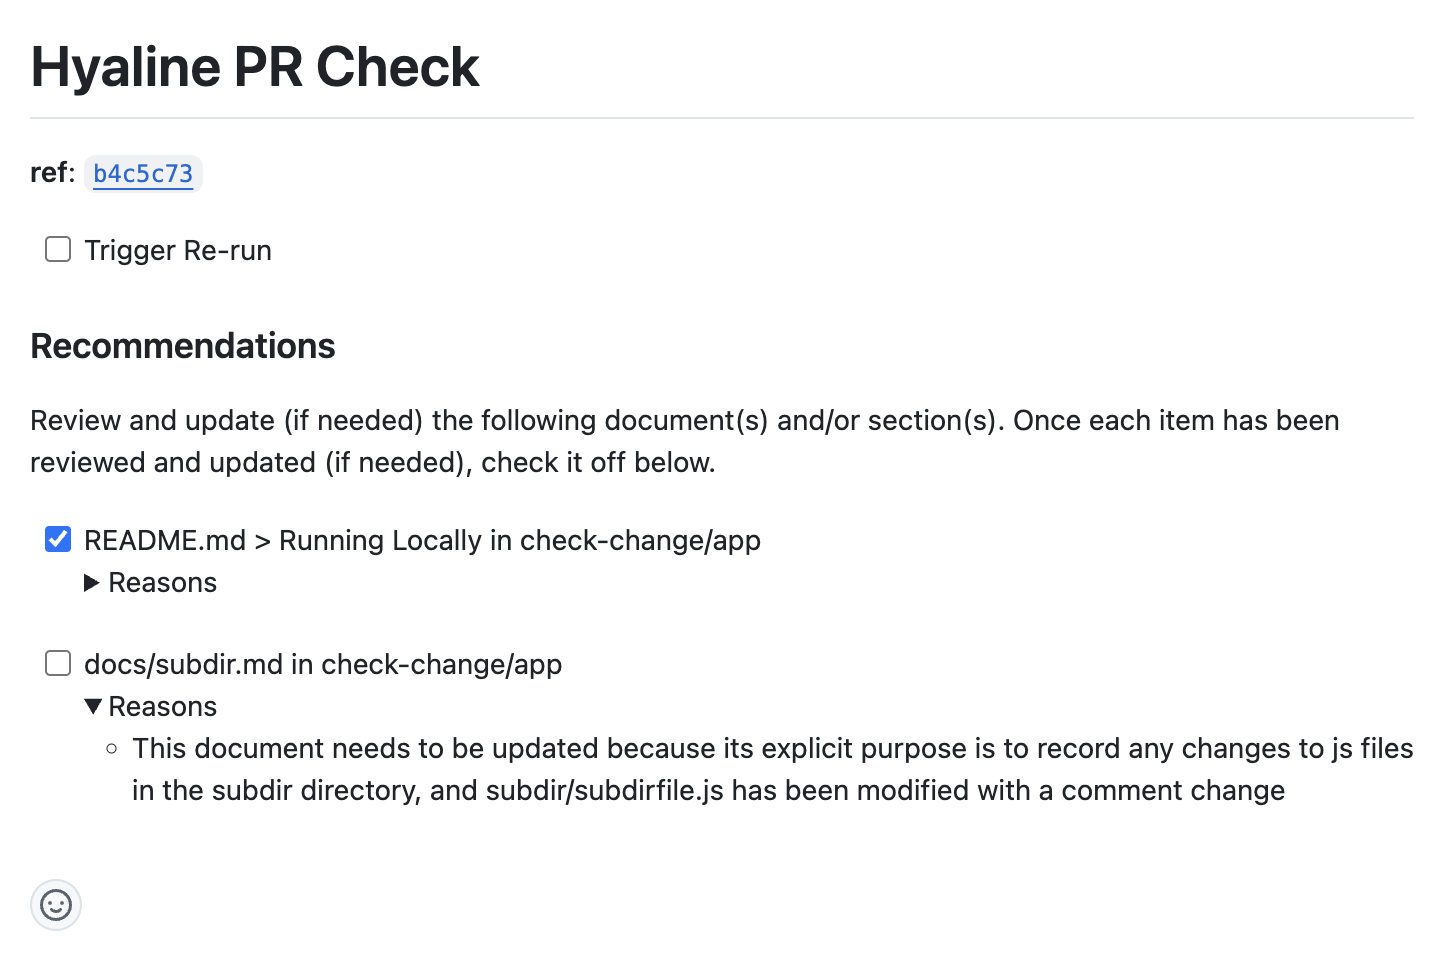 Hyaline PR Check
ref: b4c5c73
Trigger Re-run
Recommendations
Review and update (if needed) the following document(s) and/or section(s). Once each item has been
reviewed and updated (if needed), check it off below.
README.md > Running Locally in check-change/app
Reasons
docs/subdir.md in check-change/app
Reasons
This document needs to be updated because its explicit purpose is to record any changes to js files
in the subdir directory, and subdir/subdirfile.js has been modified with a comment change